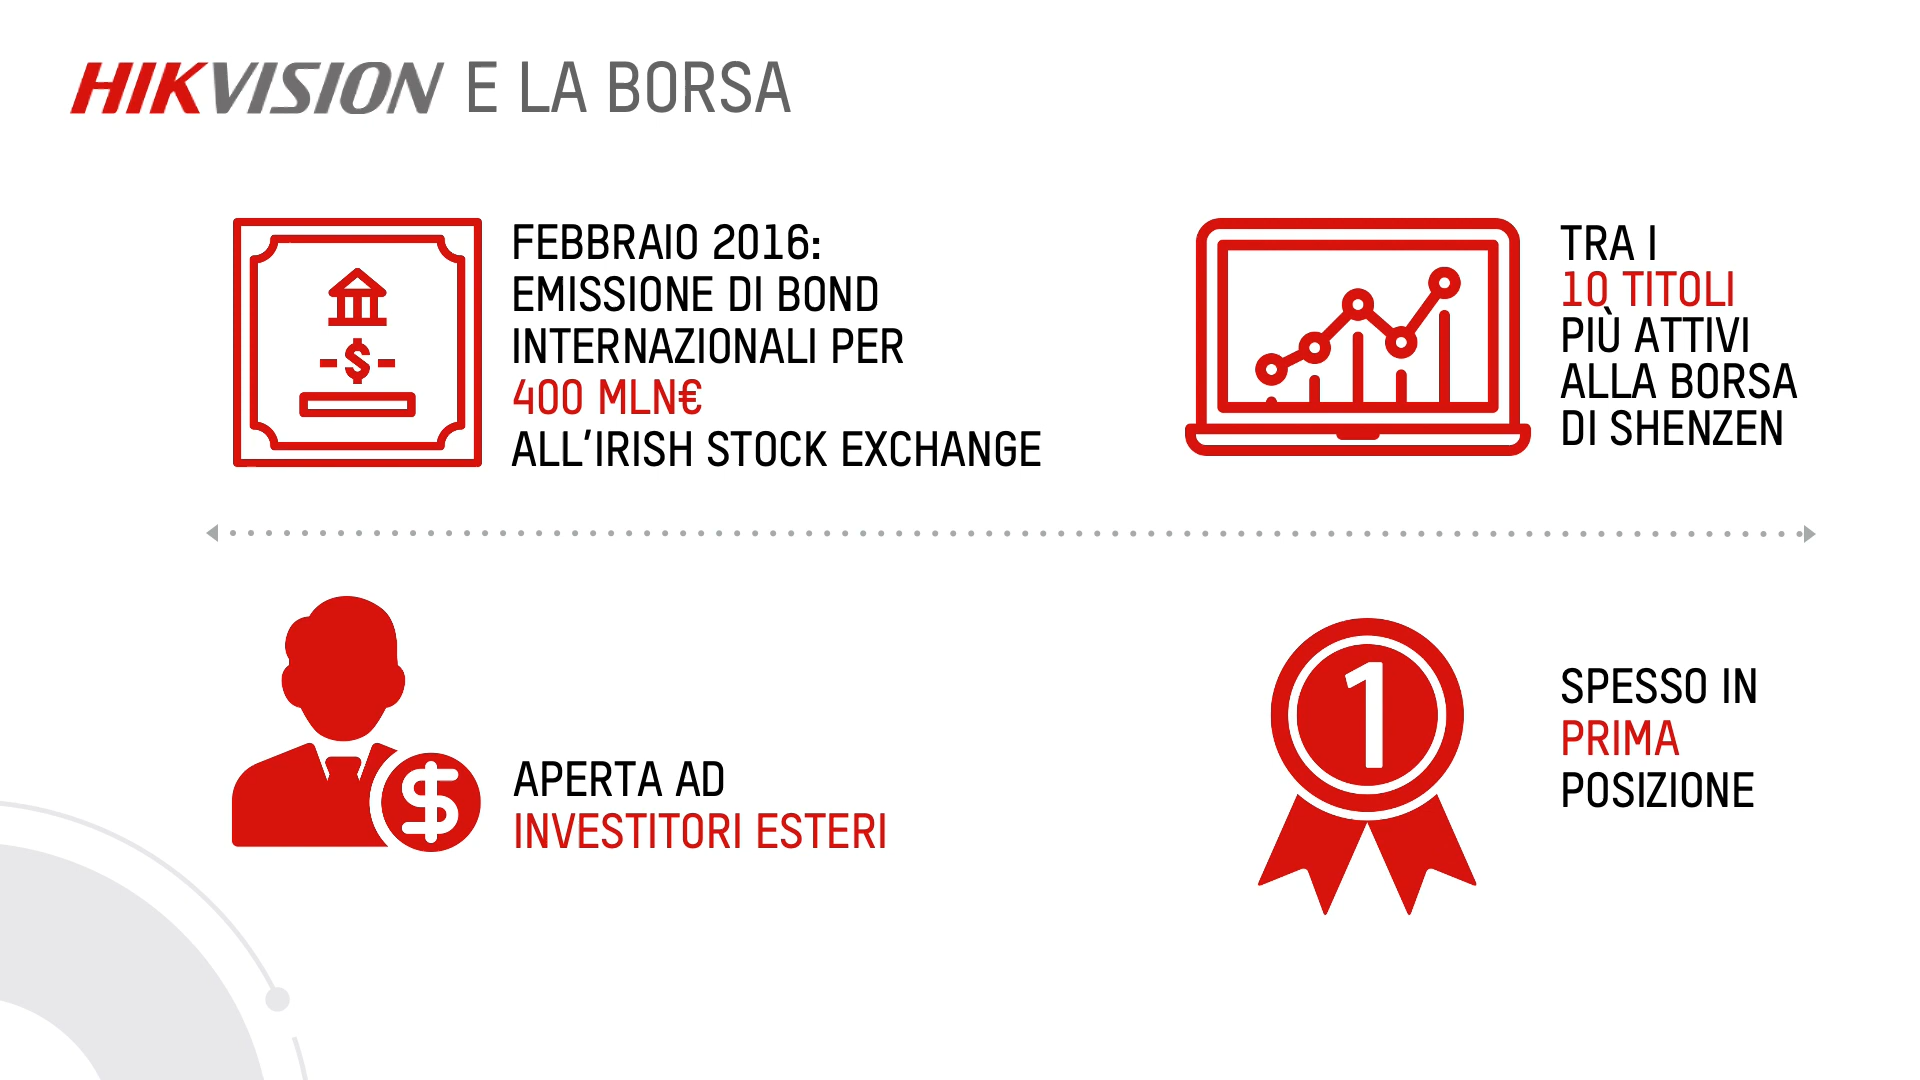 HIKVISION E LA BORSA
FEBBRAIO 2016:
EMISSIONE DI BOND
INTERNAZIONALI PER
400 MLN€
ALL'IRISH STOCK EXCHANGE
TRA I
10 TITOLI
PIÙ ATTIVI
ALLA BORSA
DI SHENZEN
-$-
$
APERTA AD
INVESTITORI ESTERI
1
SPESSO IN
PRIMA
POSIZIONE